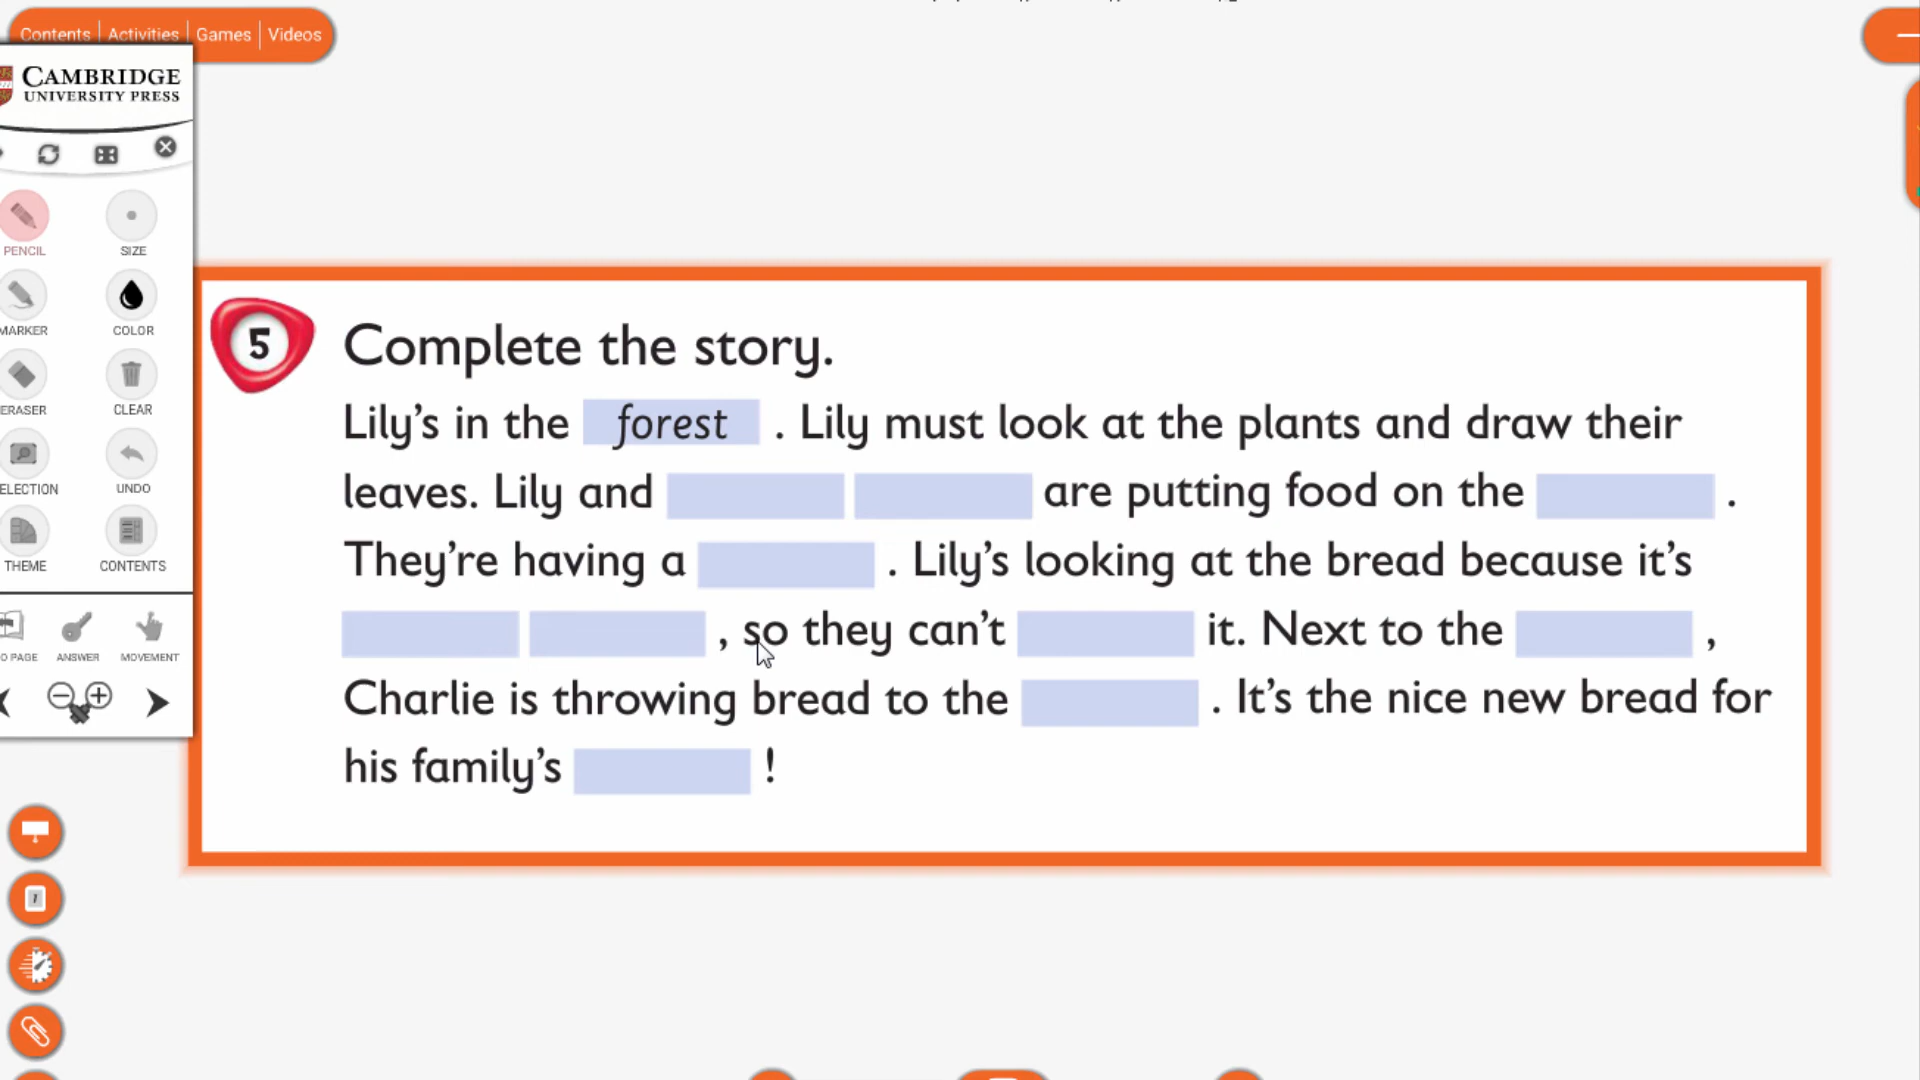 Contents Activities Games Videos
CAMBRIDGE
UNIVERSITY PRESS
PENCIL SIZE
MARKER COLOR
ERASER CLEAR
ELECTION UNDO
THEME CONTENTS
O PAGE ANSWER MOVEMENT
5 Complete the story.
Lily's in the forest . Lily must look at the plants and draw their
leaves. Lily and are putting food on the .
They're having a . Lily's looking at the bread because it's
, so they can't it. Next to the ,
Charlie is throwing bread to the . It's the nice new bread for
his family's !